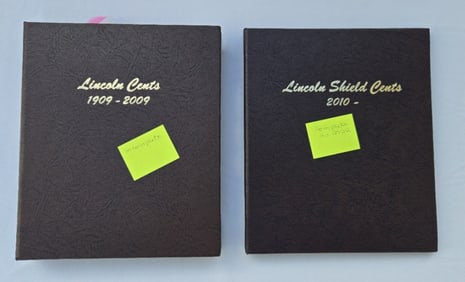 Lincoln Cents
1909 - 2009
Lincoln Shield Cents
2010 -